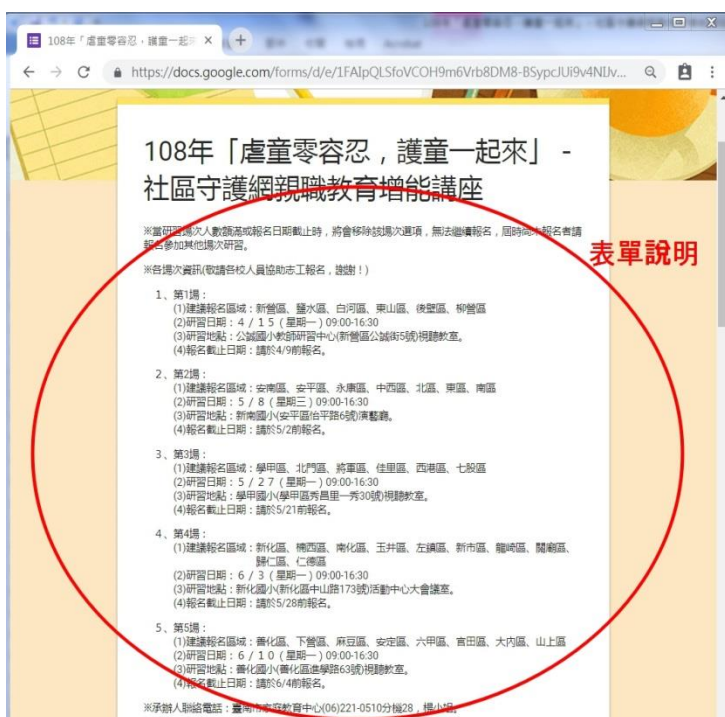 108年「虐童零容忍,護童一起
https://docs.google.com/forms/d/e/1FAIpQLSfoVCOH9m6Vrb8DM8-BSypcJUi9v4NIJv...
108年「虐童零容忍,護童一起來」 -
社區守護網親職教育增能講座
※當研習場次人數額滿或報名日期截止時,將會移除該場次選項,無法繼續報名,屆時尚未報名者請
報名參加其他場次研習。
表單說明
※各場次資訊(敬請各校人員協助志工報名,謝謝!)
1、第1場:
(1)建議報名區域:新營區、鹽水區、白河區、東山區、後壁區、柳營區
(2)研習日期:4/15(星期一)09:00-16:30
(3)研習地點:公誠國小教師研習中心(新營區公誠街5號)視聽教室。
(4)報名截止日期:請於4/9前報名。
2、第2場:
(1)建議報名區域:安南區、安平區、永康區、中西區、北區、東區、南區
(2)研習日期:5/8(星期三)09:00-16:30
(3)研習地點:新南國小(安平區怡平路6號)演藝廳。
(4)報名截止日期:請於5/2前報名。
3、第3場:
(1)建議報名區域:學甲區、北門區、將軍區、佳里區、西港區、七股區
(2)研習日期:5/27(星期一)09:00-16:30
(3)研習地點:學甲國小(學甲區秀昌里一秀30號)視聽教室。
(4)報名截止日期:請於5/21前報名。
4、第4場:
(1)建議報名區域:新化區、楠西區、南化區、玉井區、左鎮區、新市區、龍崎區、關廟區、
歸仁區、仁德區
(2)研習日期:6/3(星期一)09:00-16:30
(3)研習地點:新化國小(新化區中山路173號)活動中心大會議室。
(4)報名截止日期:請於5/28前報名。
5、第5場:
(1)建議報名區域:善化區、下營區、麻豆區、安定區、六甲區、官田區、大內區、山上區
(2)研習日期:6/10(星期一)09:00-16:30
(3)研習地點:善化國小(善化區進學路63號)視聽教室。
(4)報名截止日期:請於6/4前報名。
※承辦人聯絡電話:臺南市家庭教育中心(06)221-0510分機28,楊小姐。